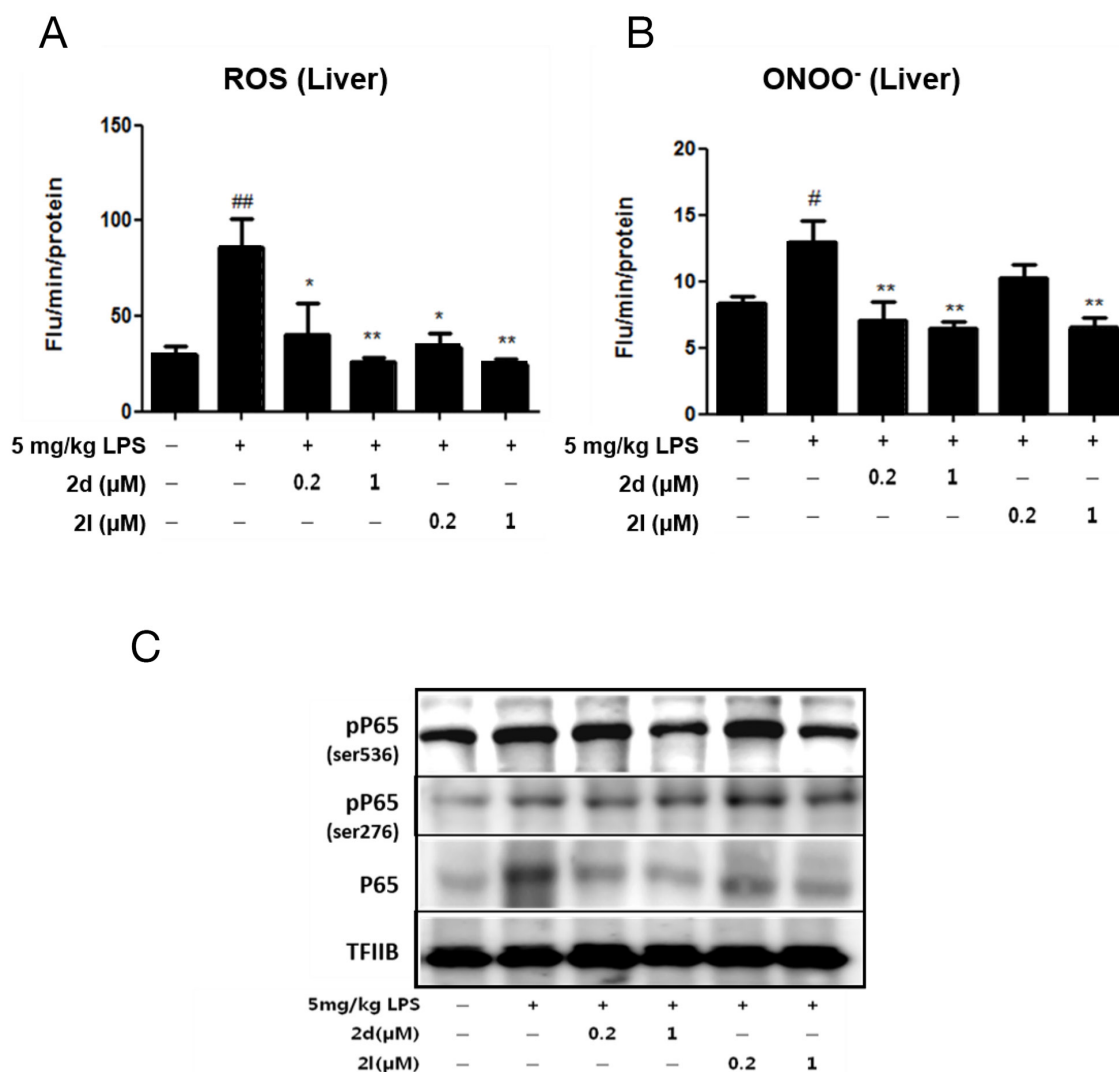 A
ROS (Liver)
Flu/min/protein
150
100
50
0
##
*
**
*
**
5 mg/kg LPS – + + + + +
2d (μM) – – 0.2 1 – –
2l (μM) – – – – 0.2 1
B
ONOO⁻ (Liver)
Flu/min/protein
20
15
10
5
0
#
**
**
**
5 mg/kg LPS – + + + + +
2d (μM) – – 0.2 1 – –
2l (μM) – – – – 0.2 1
C
pP65
(ser536)
pP65
(ser276)
P65
TFIIB
5mg/kg LPS – + + + + +
2d(μM) – – 0.2 1 – –
2l(μM) – – – – 0.2 1